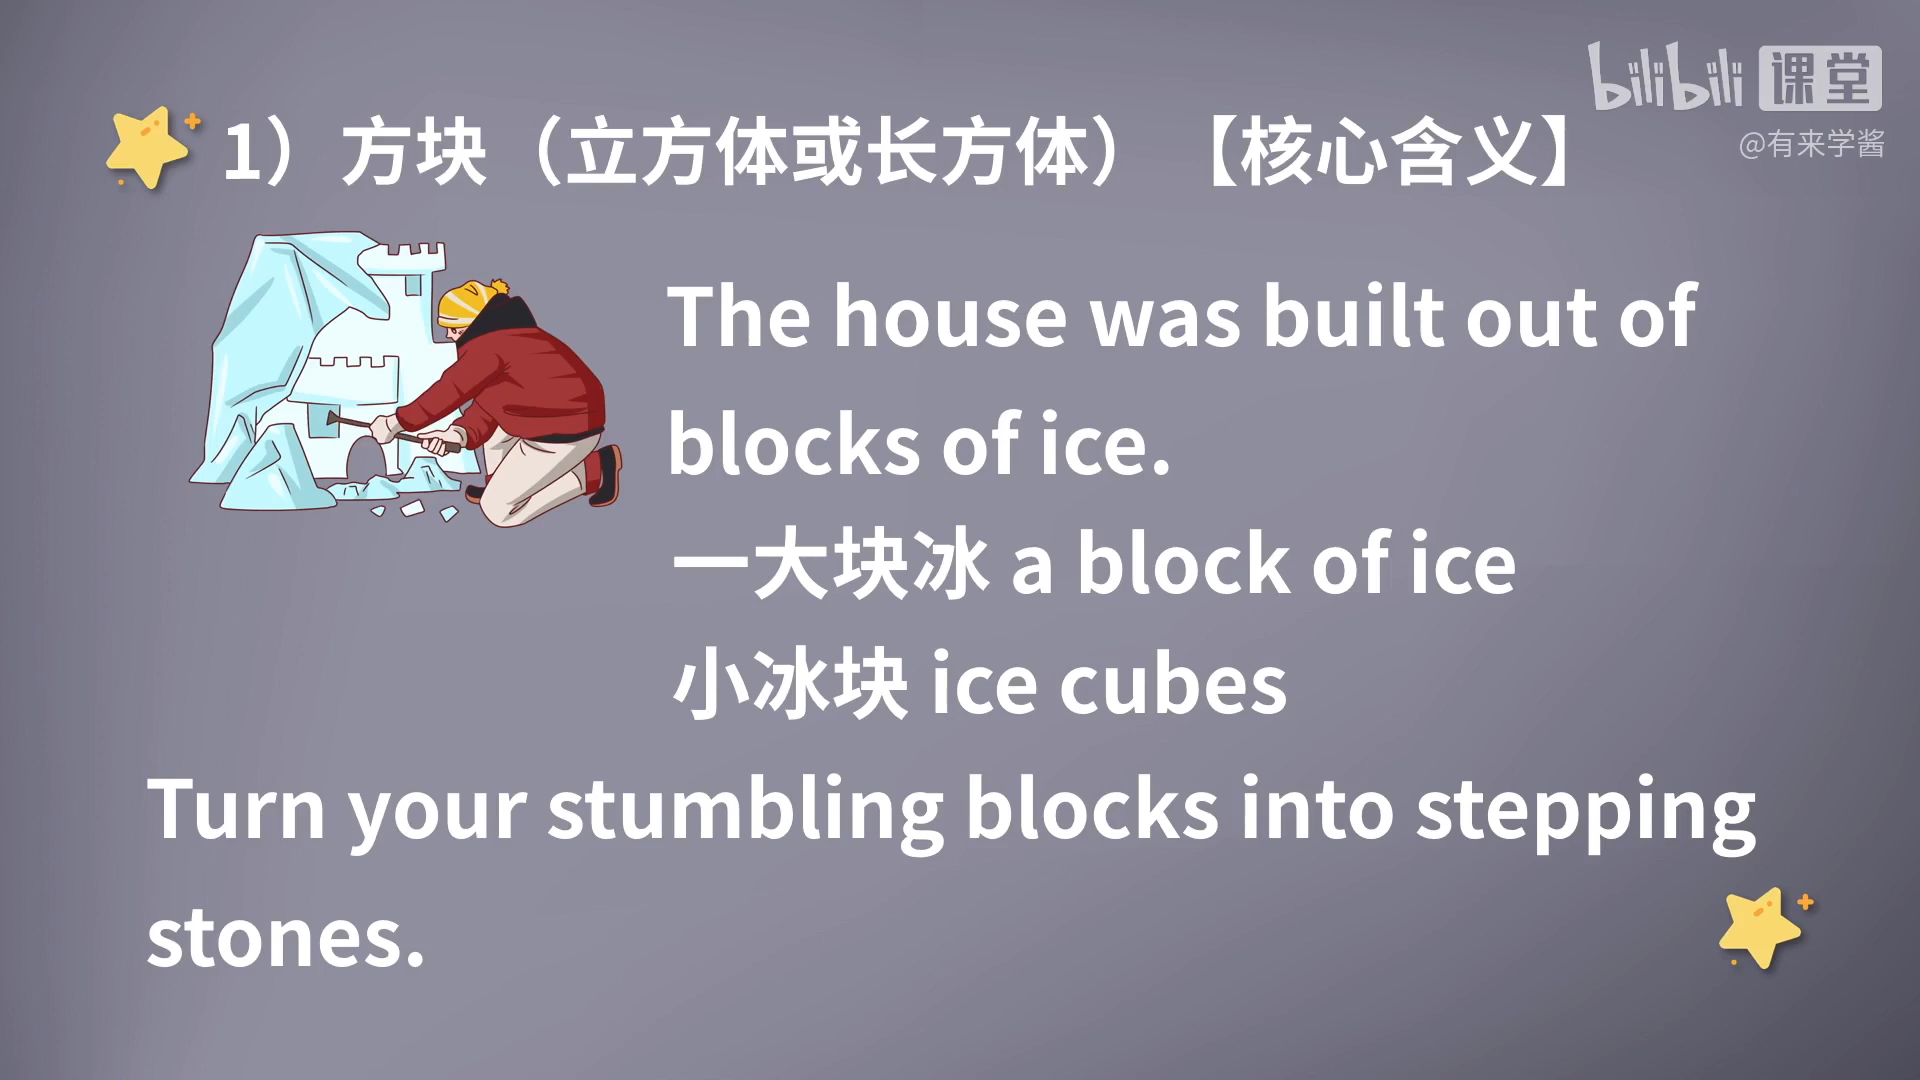 bilibili 课堂
@有来学酱
1）方块（立方体或长方体）【核心含义】
The house was built out of
blocks of ice.
一大块冰 a block of ice
小冰块 ice cubes
Turn your stumbling blocks into stepping
stones.